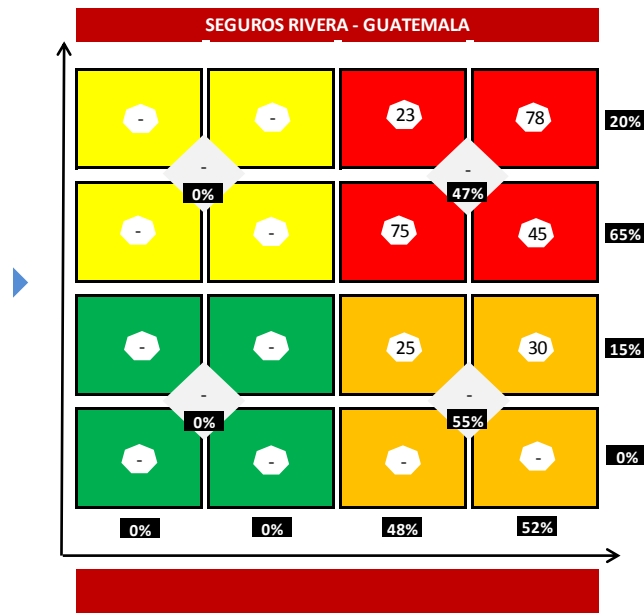 SEGUROS RIVERA - GUATEMALA
- - 23 78 20%
- -
0% 47%
- - 75 45 65%
- - 25 30 15%
- -
0% 55%
- - - - 0%
0% 0% 48% 52%